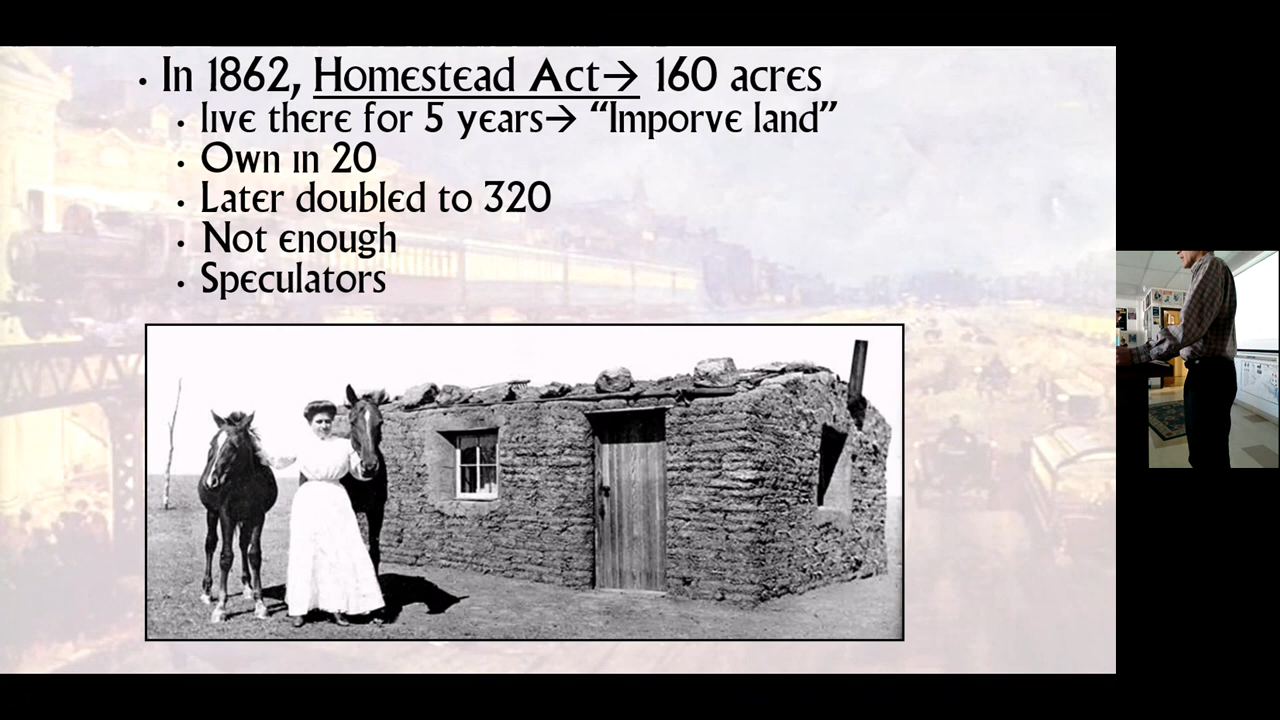 • In 1862, Homestead Act→ 160 acres
• live there for 5 years→ “Imporve land”
• Own in 20
• Later doubled to 320
• Not enough
• Speculators